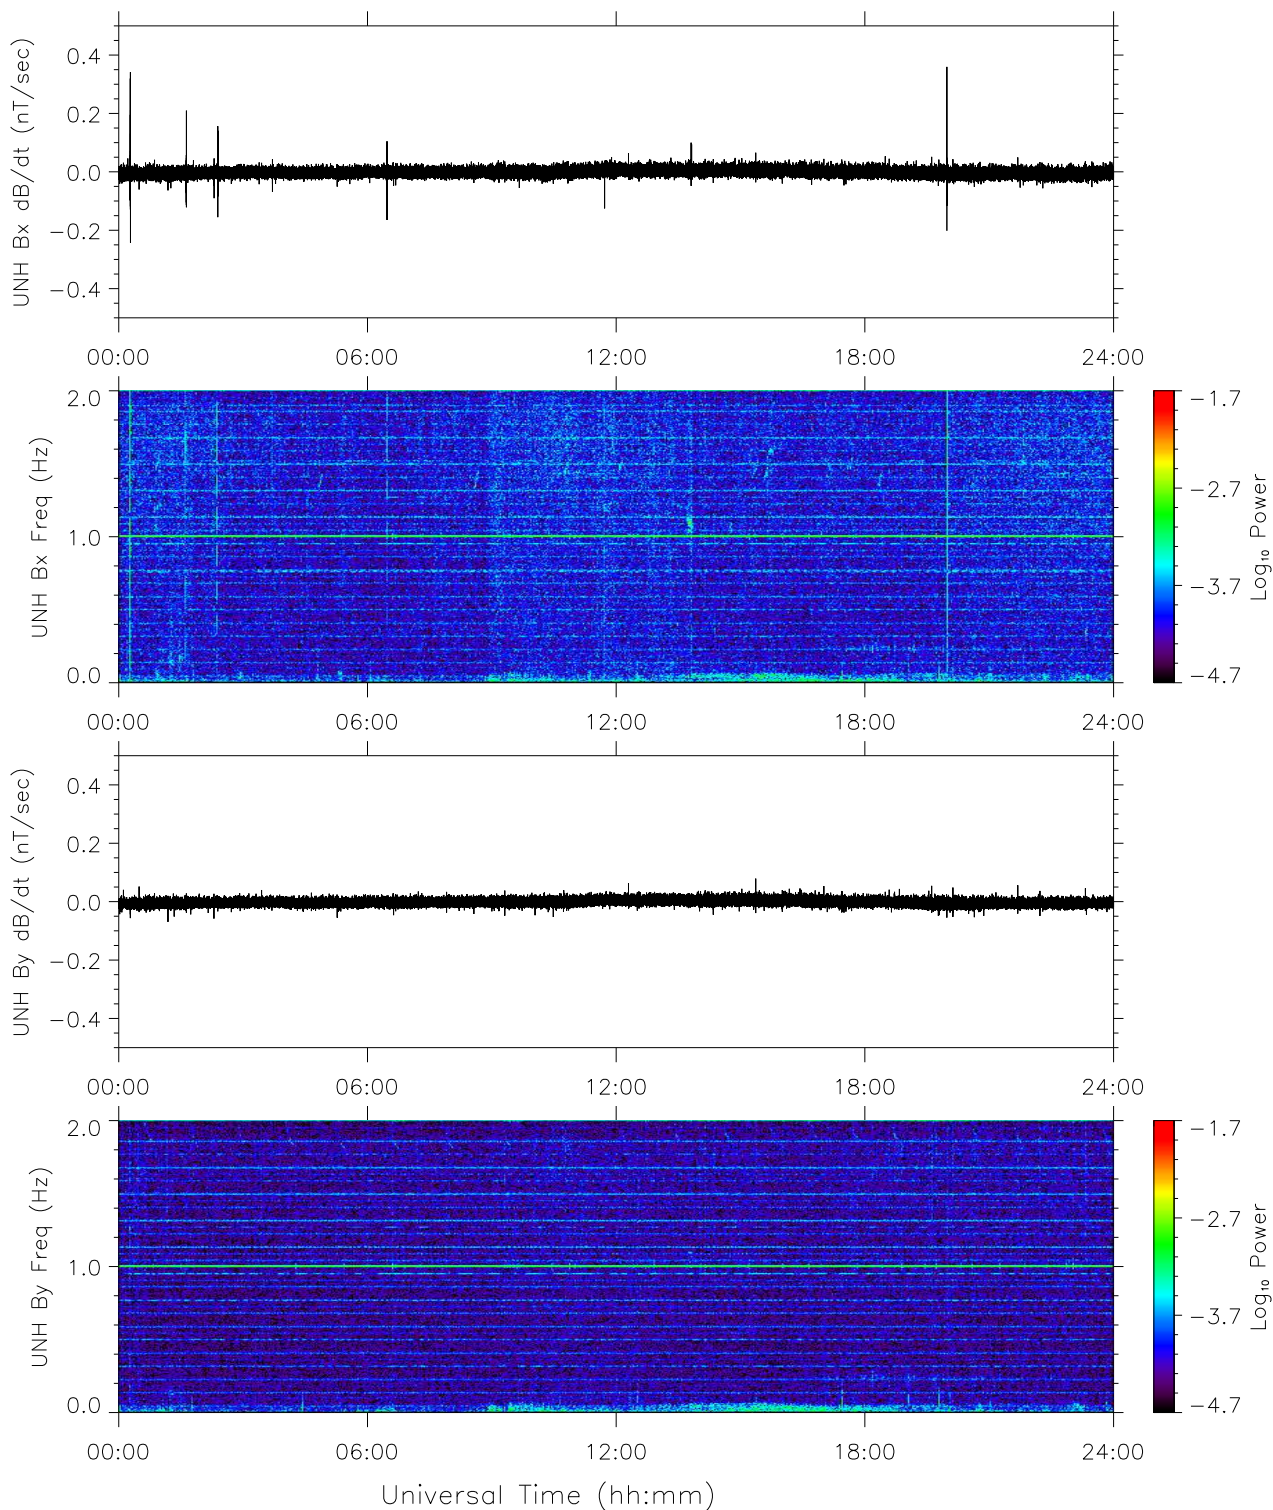 UNH Bx dB/dt (nT/sec)
0.4
0.2
0.0
−0.2
−0.4
00:00 06:00 12:00 18:00 24:00
UNH Bx Freq (Hz)
2.0
1.0
0.0
−1.7
−2.7
−3.7
−4.7
Log10 Power
00:00 06:00 12:00 18:00 24:00
UNH By dB/dt (nT/sec)
0.4
0.2
0.0
−0.2
−0.4
00:00 06:00 12:00 18:00 24:00
UNH By Freq (Hz)
2.0
1.0
0.0
−1.7
−2.7
−3.7
−4.7
Log10 Power
00:00 06:00 12:00 18:00 24:00
Universal Time (hh:mm)